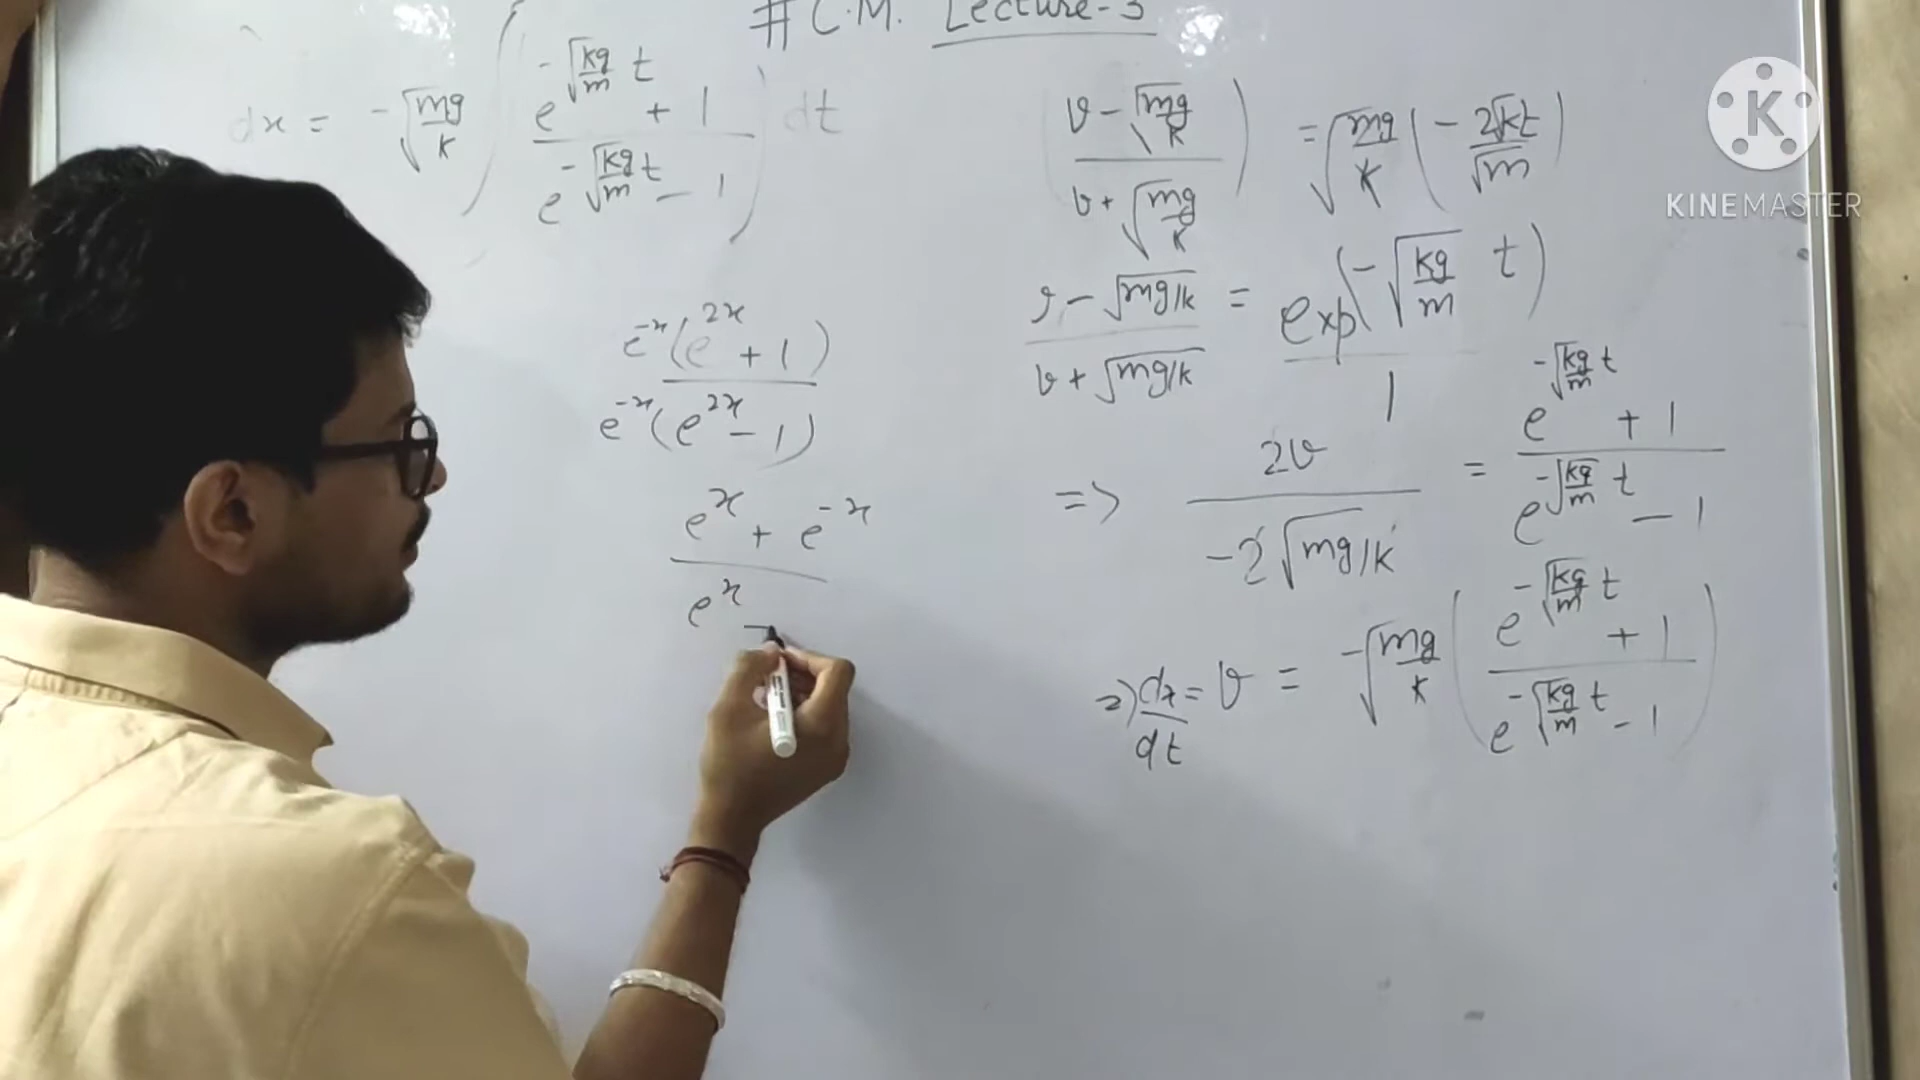 # C.M. Lecture-3
dx = -√(mg/k) ( (e^(-√(kg/m) t) + 1) / (e^(-√(kg/m) t) - 1) ) dt
e^(-x) (e^(2x) + 1)
e^(-x) (e^(2x) - 1)
e^x + e^(-x)
e^x -
( (v - √(mg/k)) / (v + √(mg/k)) ) = √(mg/k) ( - 2√kt / √m )
(v - √(mg/k)) / (v + √(mg/k)) = exp( -√(kg/m) t ) / 1
=> 2v / (-2√(mg/k)) = (e^(-√(kg/m) t) + 1) / (e^(-√(kg/m) t) - 1)
=> dx/dt = v = -√(mg/k) ( (e^(-√(kg/m) t) + 1) / (e^(-√(kg/m) t) - 1) )
K
KINEMASTER